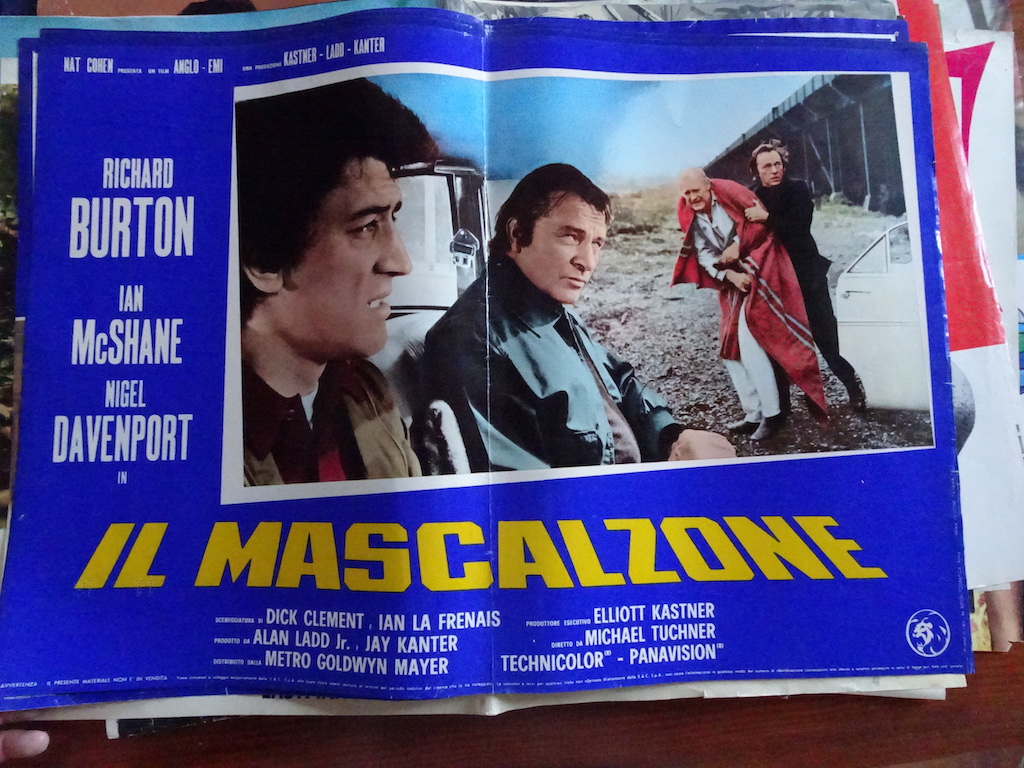 NAT COHEN PRESENTA UN FILM ANGLO - EMI UNA PRODUZIONE KASTNER - LADD - KANTER
RICHARD
BURTON
IAN
McSHANE
NIGEL
DAVENPORT
IN
IL MASCALZONE
SCENEGGIATURA DI DICK CLEMENT E IAN LA FRENAIS
PRODOTTO DA ALAN LADD Jr. E JAY KANTER
DISTRIBUITO DALLA METRO GOLDWYN MAYER
PRODUTTORE ESECUTIVO ELLIOTT KASTNER
DIRETTO DA MICHAEL TUCHNER
TECHNICOLOR(R) - PANAVISION(R)
AVVERTENZA - IL PRESENTE MATERIALE NON E' IN VENDITA